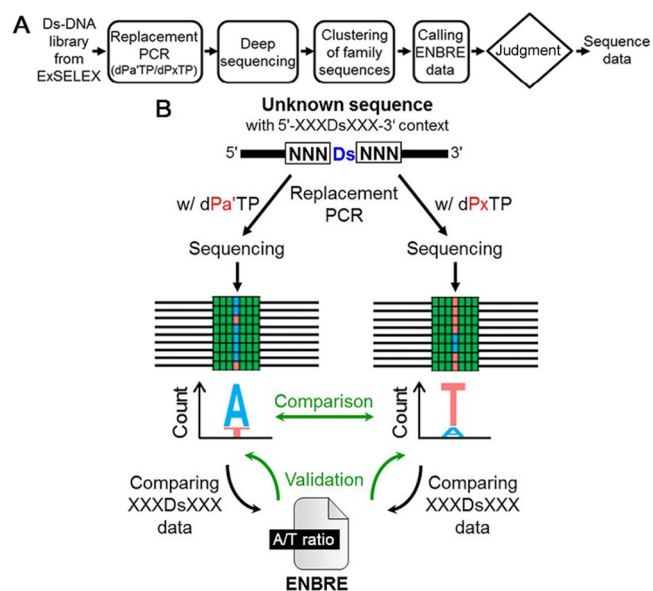 A
Ds-DNA
library
from
ExSELEX
Replacement
PCR
(dPa'TP/dPxTP)
Deep
sequencing
Clustering
of family
sequences
Calling
ENBRE
data
Judgment
Sequence
data
B
Unknown sequence
with 5'-XXXDsXXX-3' context
5' NNN Ds NNN 3'
w/ dPa'TP
Replacement
PCR
w/ dPxTP
Sequencing
Sequencing
Count
A
T
Comparison
Count
T
A
Validation
Comparing
XXXDsXXX
data
Comparing
XXXDsXXX
data
A/T ratio
ENBRE